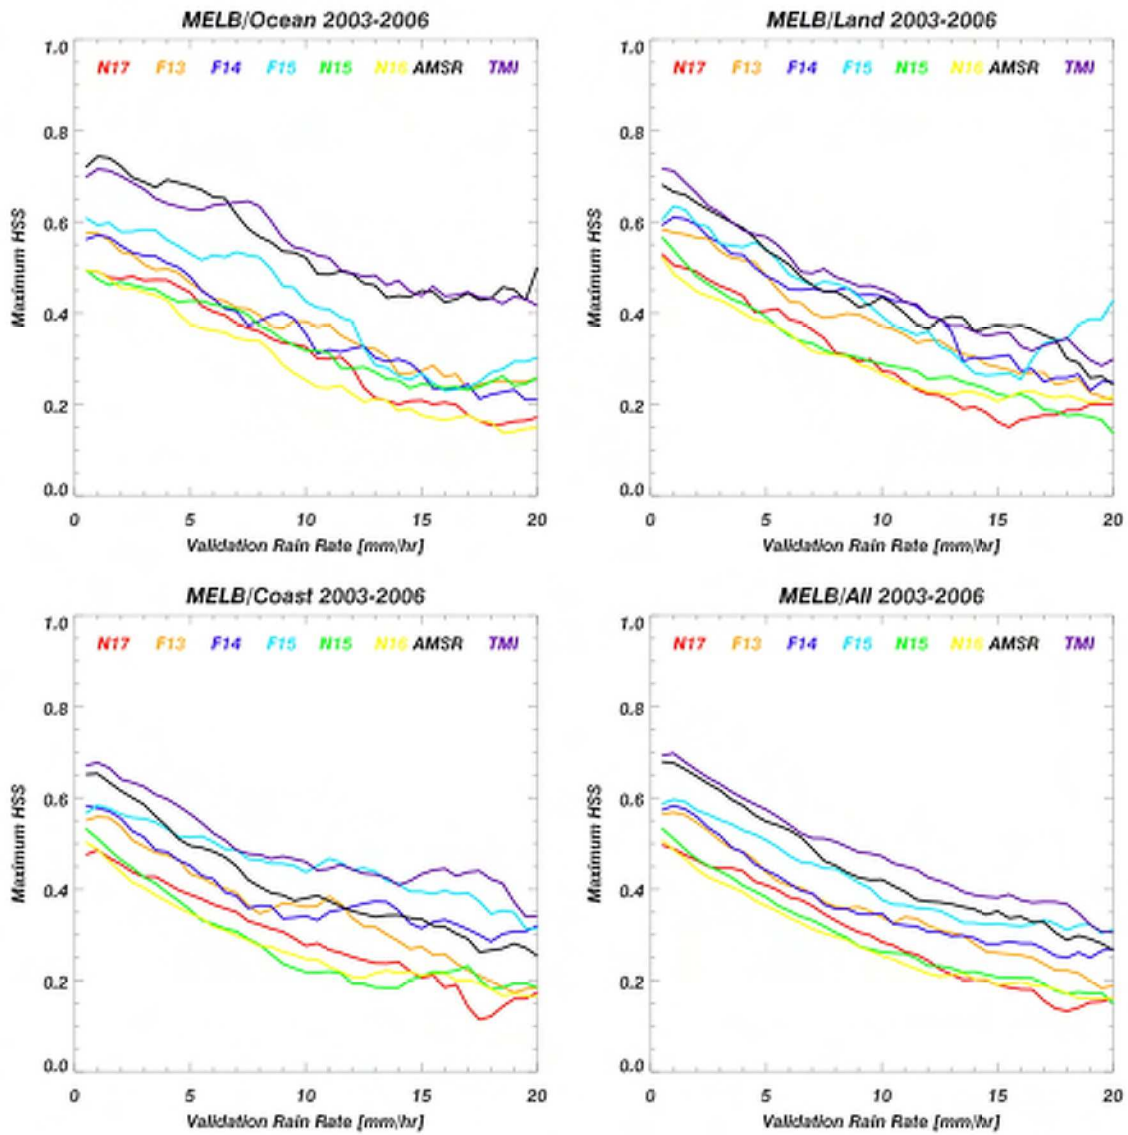 MELB/Ocean 2003-2006
1.0
N17 F13 F14 F15 N15 N16 AMSR TMI
0.8
0.6
0.4
0.2
0.0
Maximum HSS
0 5 10 15 20
Validation Rain Rate [mm/hr]
MELB/Land 2003-2006
1.0
N17 F13 F14 F15 N15 N16 AMSR TMI
0.8
0.6
0.4
0.2
0.0
Maximum HSS
0 5 10 15 20
Validation Rain Rate [mm/hr]
MELB/Coast 2003-2006
1.0
N17 F13 F14 F15 N15 N16 AMSR TMI
0.8
0.6
0.4
0.2
0.0
Maximum HSS
0 5 10 15 20
Validation Rain Rate [mm/hr]
MELB/All 2003-2006
1.0
N17 F13 F14 F15 N15 N16 AMSR TMI
0.8
0.6
0.4
0.2
0.0
Maximum HSS
0 5 10 15 20
Validation Rain Rate [mm/hr]